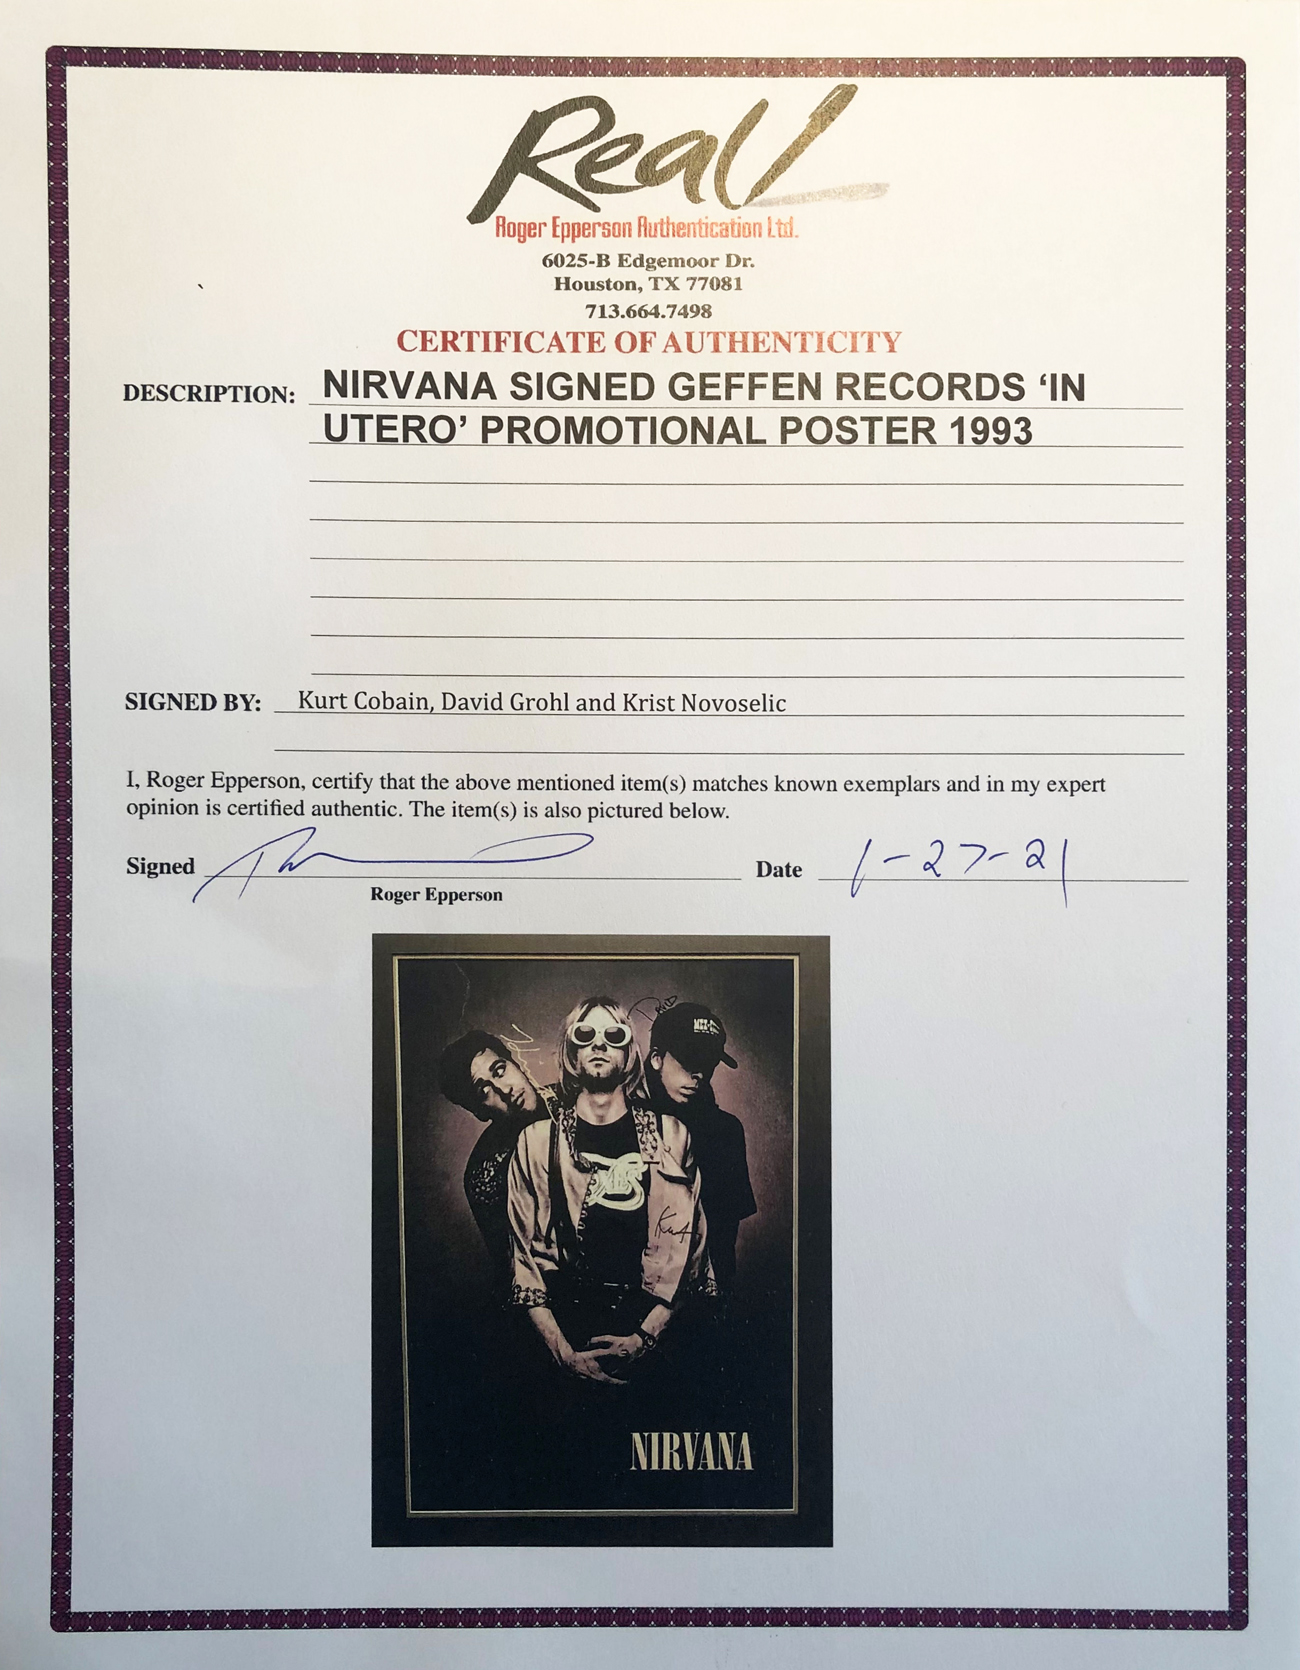 Real
Roger Epperson Authentication Ltd.
6025-B Edgemoor Dr.
Houston, TX 77081
713.664.7498
CERTIFICATE OF AUTHENTICITY
DESCRIPTION: NIRVANA SIGNED GEFFEN RECORDS ‘IN
UTERO’ PROMOTIONAL POSTER 1993
SIGNED BY: Kurt Cobain, David Grohl and Krist Novoselic
I, Roger Epperson, certify that the above mentioned item(s) matches known exemplars and in my expert
opinion is certified authentic. The item(s) is also pictured below.
Signed Date 1-27-21
Roger Epperson
Kurt
NIRVANA